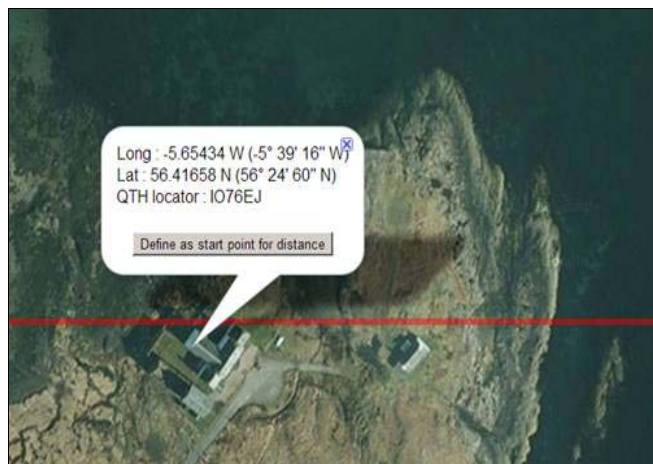 Long : -5.65434 W (-5° 39' 16" W)
Lat : 56.41658 N (56° 24' 60" N)
QTH locator : IO76EJ
Define as start point for distance